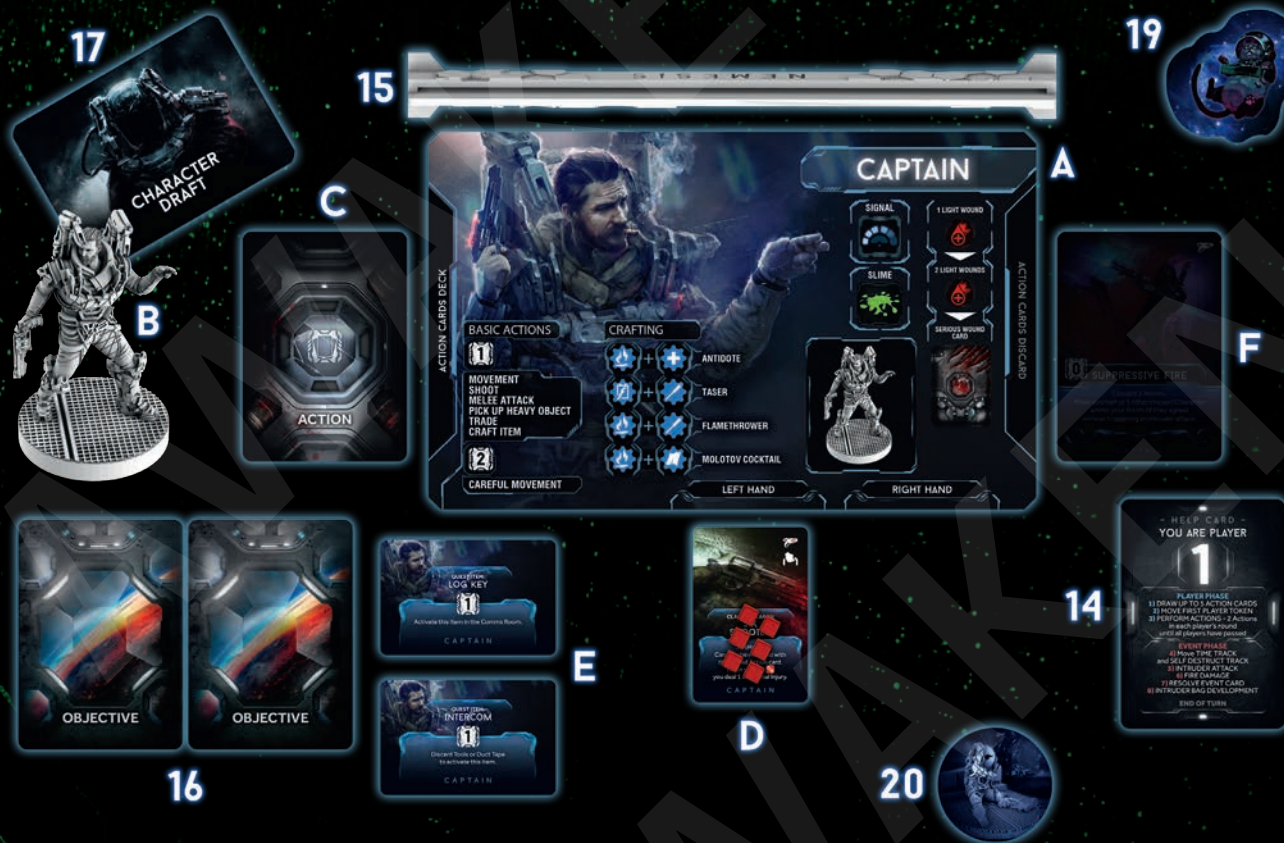 17
15
NEMESIS
19
CHARACTER
DRAFT
C
B
ACTION
ACTION CARDS DECK
CAPTAIN
A
SIGNAL
SLIME
1 LIGHT WOUND
2 LIGHT WOUNDS
SERIOUS WOUND
CARD
ACTION CARDS DISCARD
BASIC ACTIONS
1
MOVEMENT
SHOOT
MELEE ATTACK
PICK UP HEAVY OBJECT
TRADE
CRAFT ITEM
2
CAREFUL MOVEMENT
CRAFTING
+ ANTIDOTE
+ TASER
+ FLAMETHROWER
+ MOLOTOV COCKTAIL
LEFT HAND
RIGHT HAND
0
SUPPRESSIVE FIRE
F
OBJECTIVE
OBJECTIVE
16
QUEST ITEM:
LOG KEY
1
Activate this Item in the Comms Room.
CAPTAIN
QUEST ITEM:
INTERCOM
1
Discard Tools or Duct Tape
to activate this item.
CAPTAIN
E
CAPTAIN
D
14
- HELP CARD -
YOU ARE PLAYER
1
PLAYER PHASE
1) DRAW UP TO 5 ACTION CARDS
2) MOVE FIRST PLAYER TOKEN
3) PERFORM ACTIONS - 2 Actions
in each player's round
until all players have passed
EVENT PHASE
4) Move TIME TRACK
and SELF DESTRUCT TRACK
5) INTRUDER ATTACK
6) FIRE DAMAGE
7) RESOLVE EVENT CARD
8) INTRUDER BAG DEVELOPMENT
END OF TURN
20
AWAKEN
AWAKEN